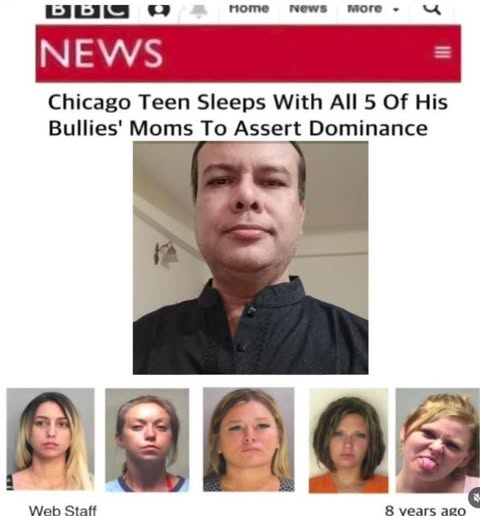 BBC Home News More
NEWS
Chicago Teen Sleeps With All 5 Of His
Bullies' Moms To Assert Dominance
Web Staff 8 years ago